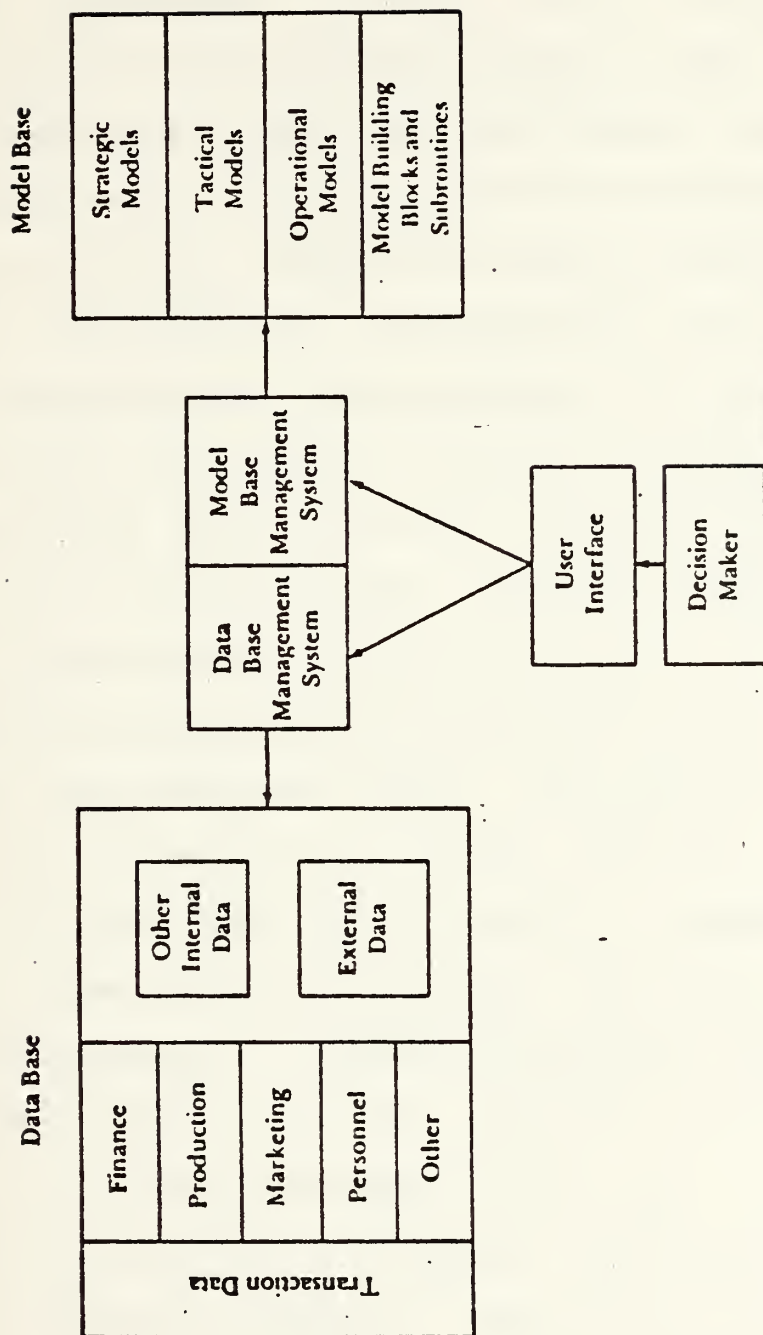 Data Base
Model Base
Transaction Data
Finance
Production
Marketing
Personnel
Other
Other
Internal
Data
External
Data
Data
Base
Management
System
Model
Base
Management
System
Strategic
Models
Tactical
Models
Operational
Models
Model Building
Blocks and
Subroutines
User
Interface
Decision
Maker